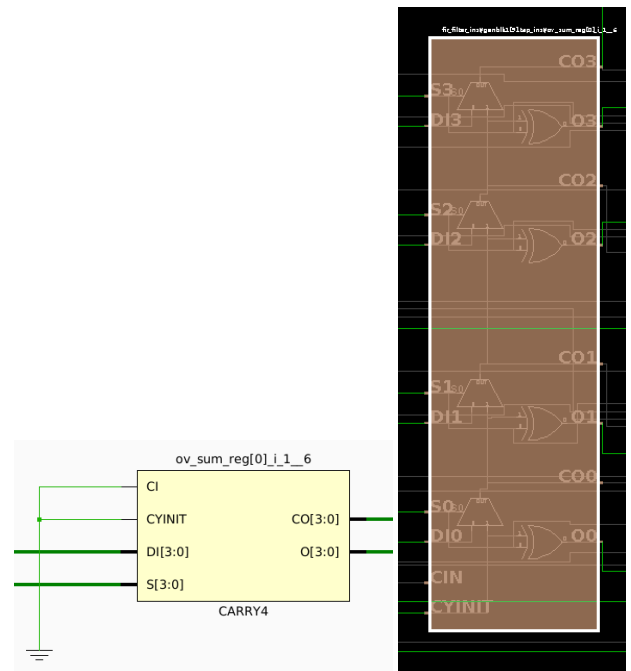 fir_filter_ins#genblk1[9].tap_ins#ov_sum_reg[0]_i_1__6
CO3
S3
DI3
O3
CO2
S2
DI2
O2
CO1
S1
DI1
O1
CO0
S0
DI0
O0
CIN
CYINIT
ov_sum_reg[0]_i_1__6
CI
CYINIT
CO[3:0]
DI[3:0]
O[3:0]
S[3:0]
CARRY4